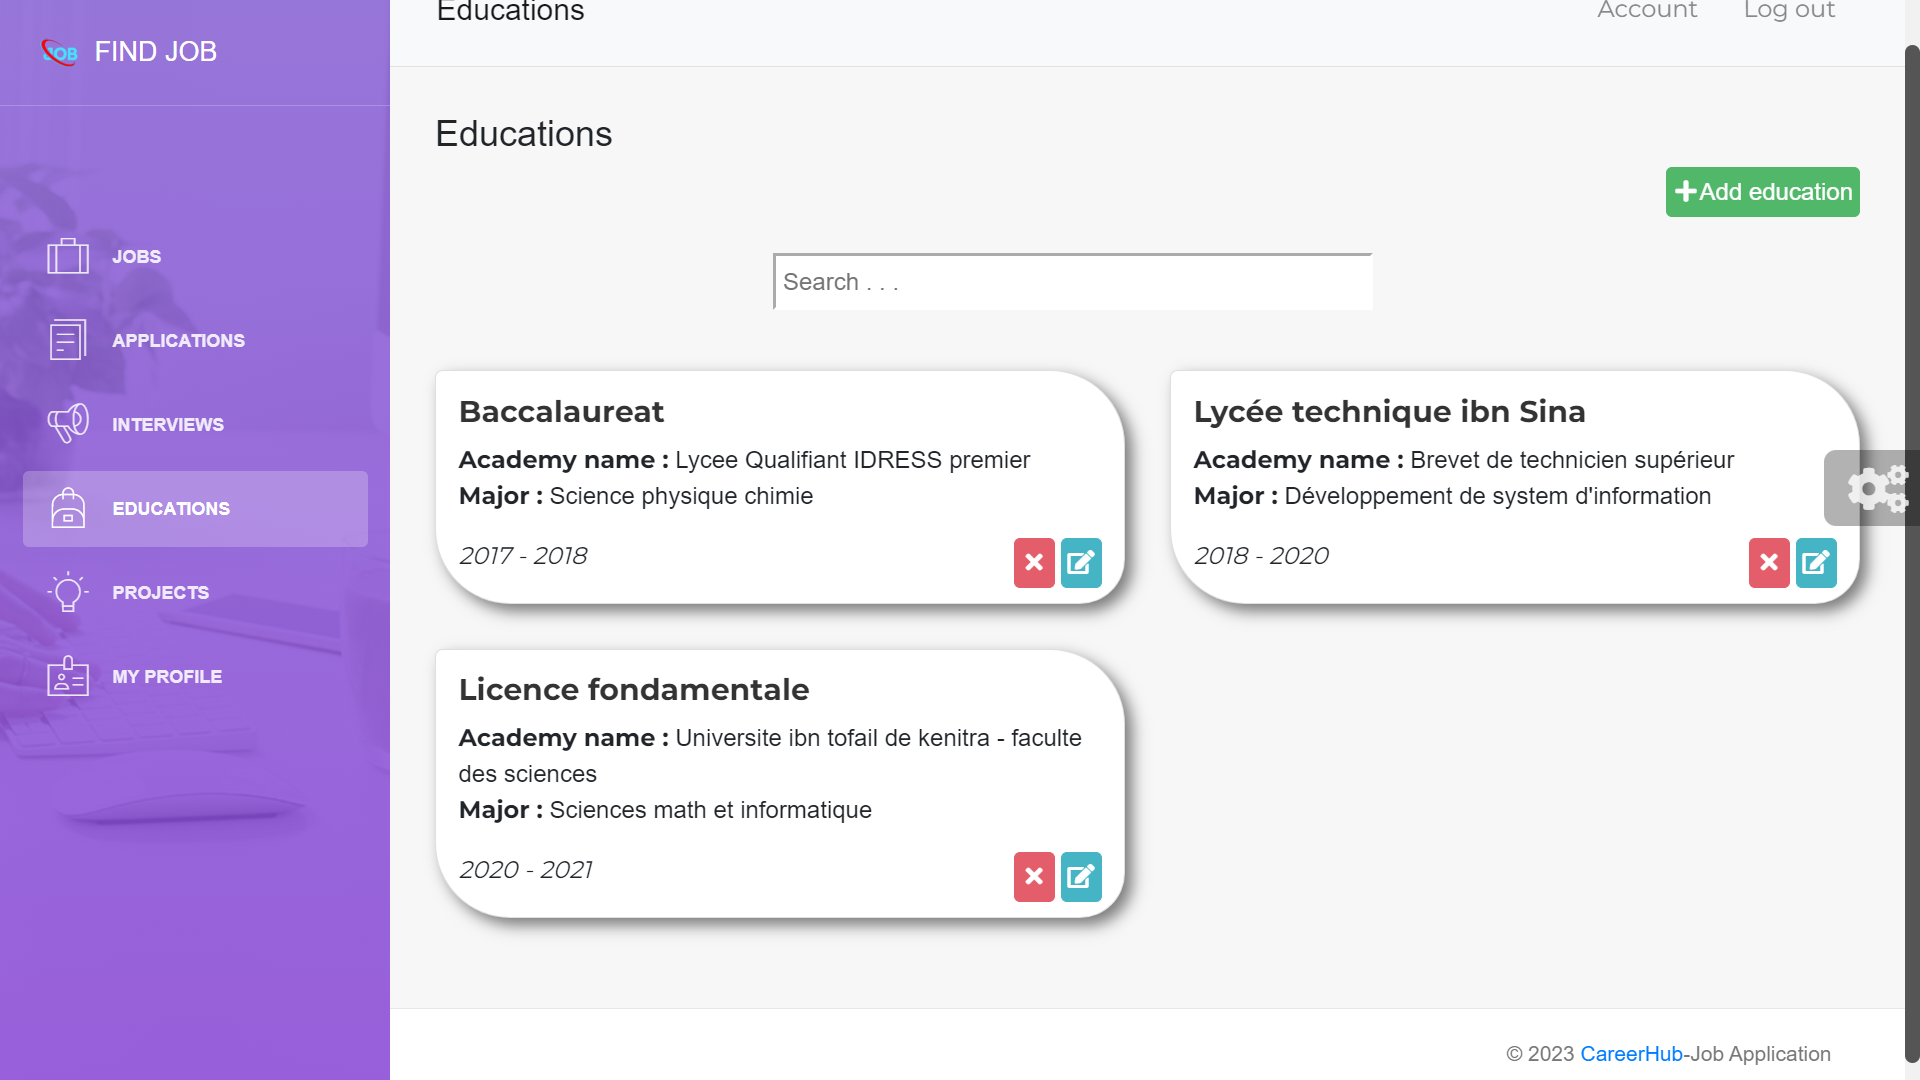 JOB
FIND JOB
JOBS
APPLICATIONS
INTERVIEWS
EDUCATIONS
PROJECTS
MY PROFILE
Educations
Account
Log out
Educations
Add education
Search . . .
Baccalaureat
Academy name : Lycee Qualifiant IDRESS premier
Major : Science physique chimie
2017 - 2018
Lycée technique ibn Sina
Academy name : Brevet de technicien supérieur
Major : Développement de system d'information
2018 - 2020
Licence fondamentale
Academy name : Universite ibn tofail de kenitra - faculte
des sciences
Major : Sciences math et informatique
2020 - 2021
© 2023 CareerHub-Job Application